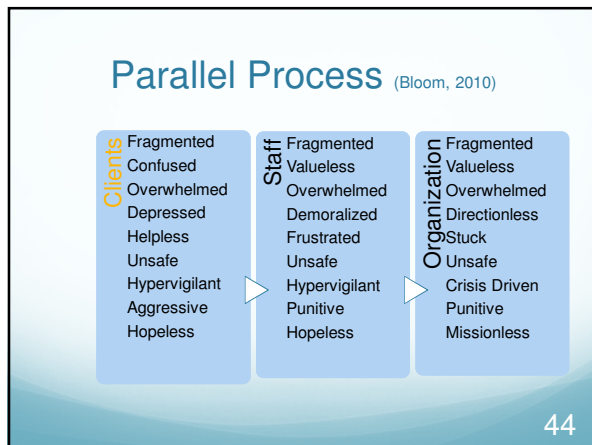 Parallel Process (Bloom, 2010)
Clients
Fragmented
Confused
Overwhelmed
Depressed
Helpless
Unsafe
Hypervigilant
Aggressive
Hopeless
Staff
Fragmented
Valueless
Overwhelmed
Demoralized
Frustrated
Unsafe
Hypervigilant
Punitive
Hopeless
Organization
Fragmented
Valueless
Overwhelmed
Directionless
Stuck
Unsafe
Crisis Driven
Punitive
Missionless
44